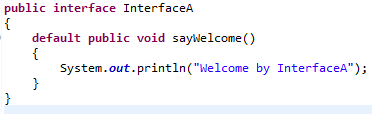 public interface InterfaceA
{
    default public void sayWelcome()
    {
        System.out.println("Welcome by InterfaceA");
    }
}